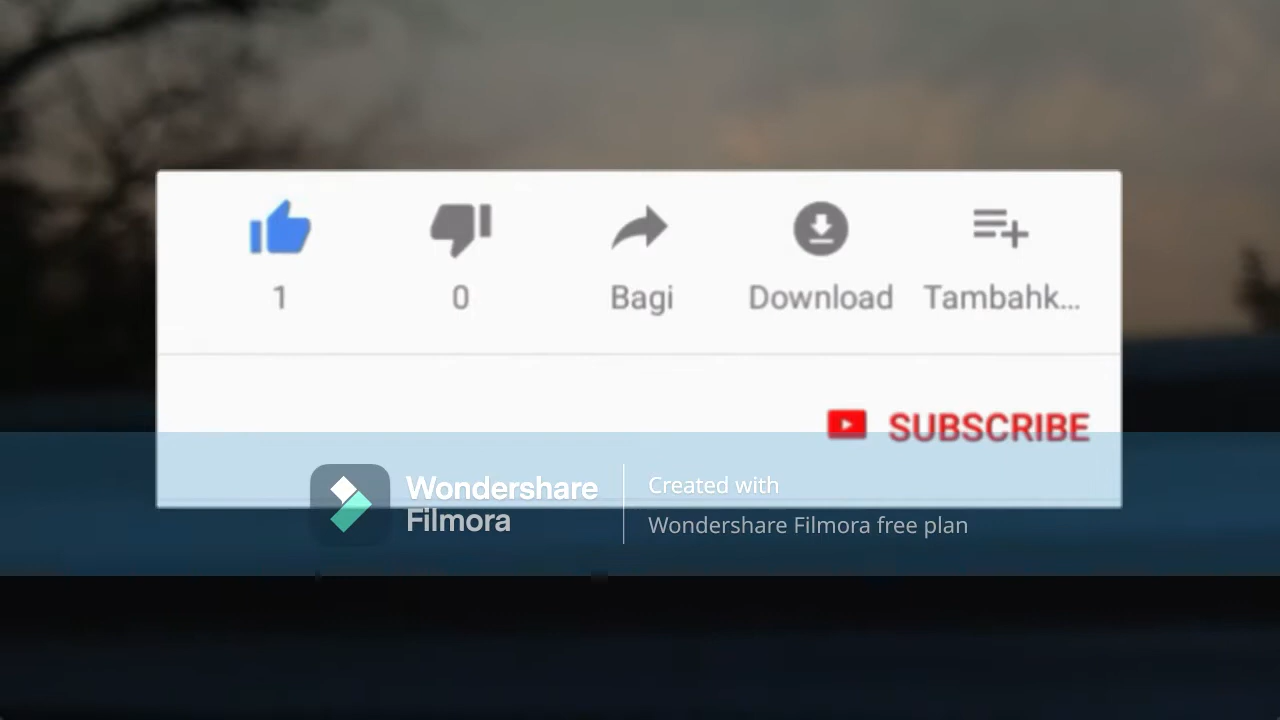 1
0
Bagi
Download
Tambahk...
SUBSCRIBE
Wondershare
Filmora
Created with
Wondershare Filmora free plan